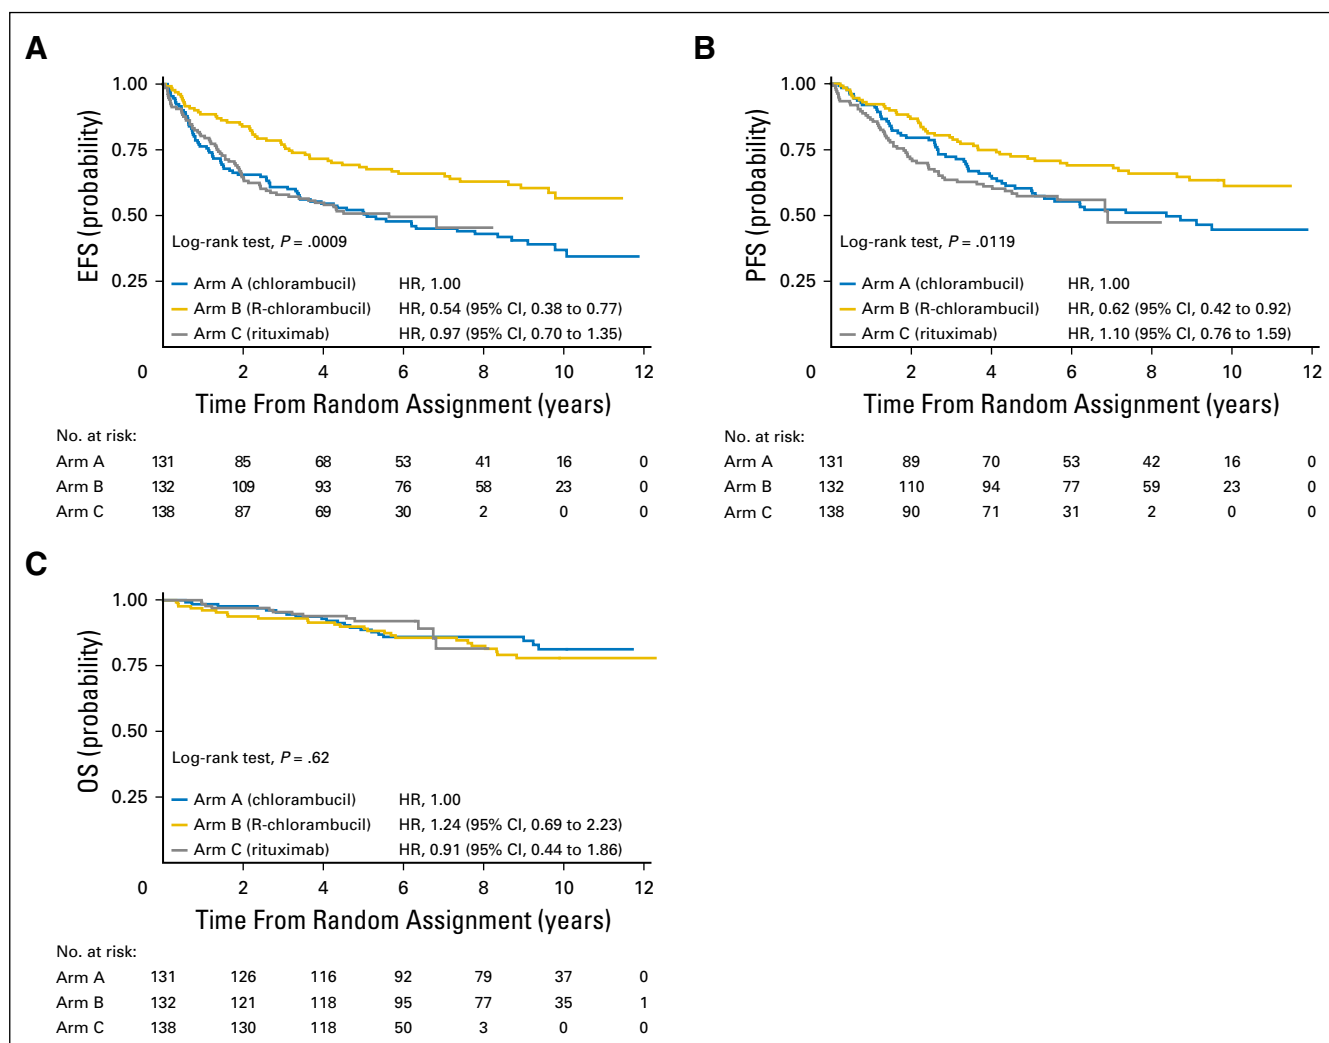 A
EFS (probability)
1.00
0.75
0.50
0.25
Log-rank test, P = .0009
Arm A (chlorambucil) HR, 1.00
Arm B (R-chlorambucil) HR, 0.54 (95% CI, 0.38 to 0.77)
Arm C (rituximab) HR, 0.97 (95% CI, 0.70 to 1.35)
0 2 4 6 8 10 12
Time From Random Assignment (years)
No. at risk:
Arm A 131 85 68 53 41 16 0
Arm B 132 109 93 76 58 23 0
Arm C 138 87 69 30 2 0 0
B
PFS (probability)
1.00
0.75
0.50
0.25
Log-rank test, P = .0119
Arm A (chlorambucil) HR, 1.00
Arm B (R-chlorambucil) HR, 0.62 (95% CI, 0.42 to 0.92)
Arm C (rituximab) HR, 1.10 (95% CI, 0.76 to 1.59)
0 2 4 6 8 10 12
Time From Random Assignment (years)
No. at risk:
Arm A 131 89 70 53 42 16 0
Arm B 132 110 94 77 59 23 0
Arm C 138 90 71 31 2 0 0
C
OS (probability)
1.00
0.75
0.50
0.25
Log-rank test, P = .62
Arm A (chlorambucil) HR, 1.00
Arm B (R-chlorambucil) HR, 1.24 (95% CI, 0.69 to 2.23)
Arm C (rituximab) HR, 0.91 (95% CI, 0.44 to 1.86)
0 2 4 6 8 10 12
Time From Random Assignment (years)
No. at risk:
Arm A 131 126 116 92 79 37 0
Arm B 132 121 118 95 77 35 1
Arm C 138 130 118 50 3 0 0